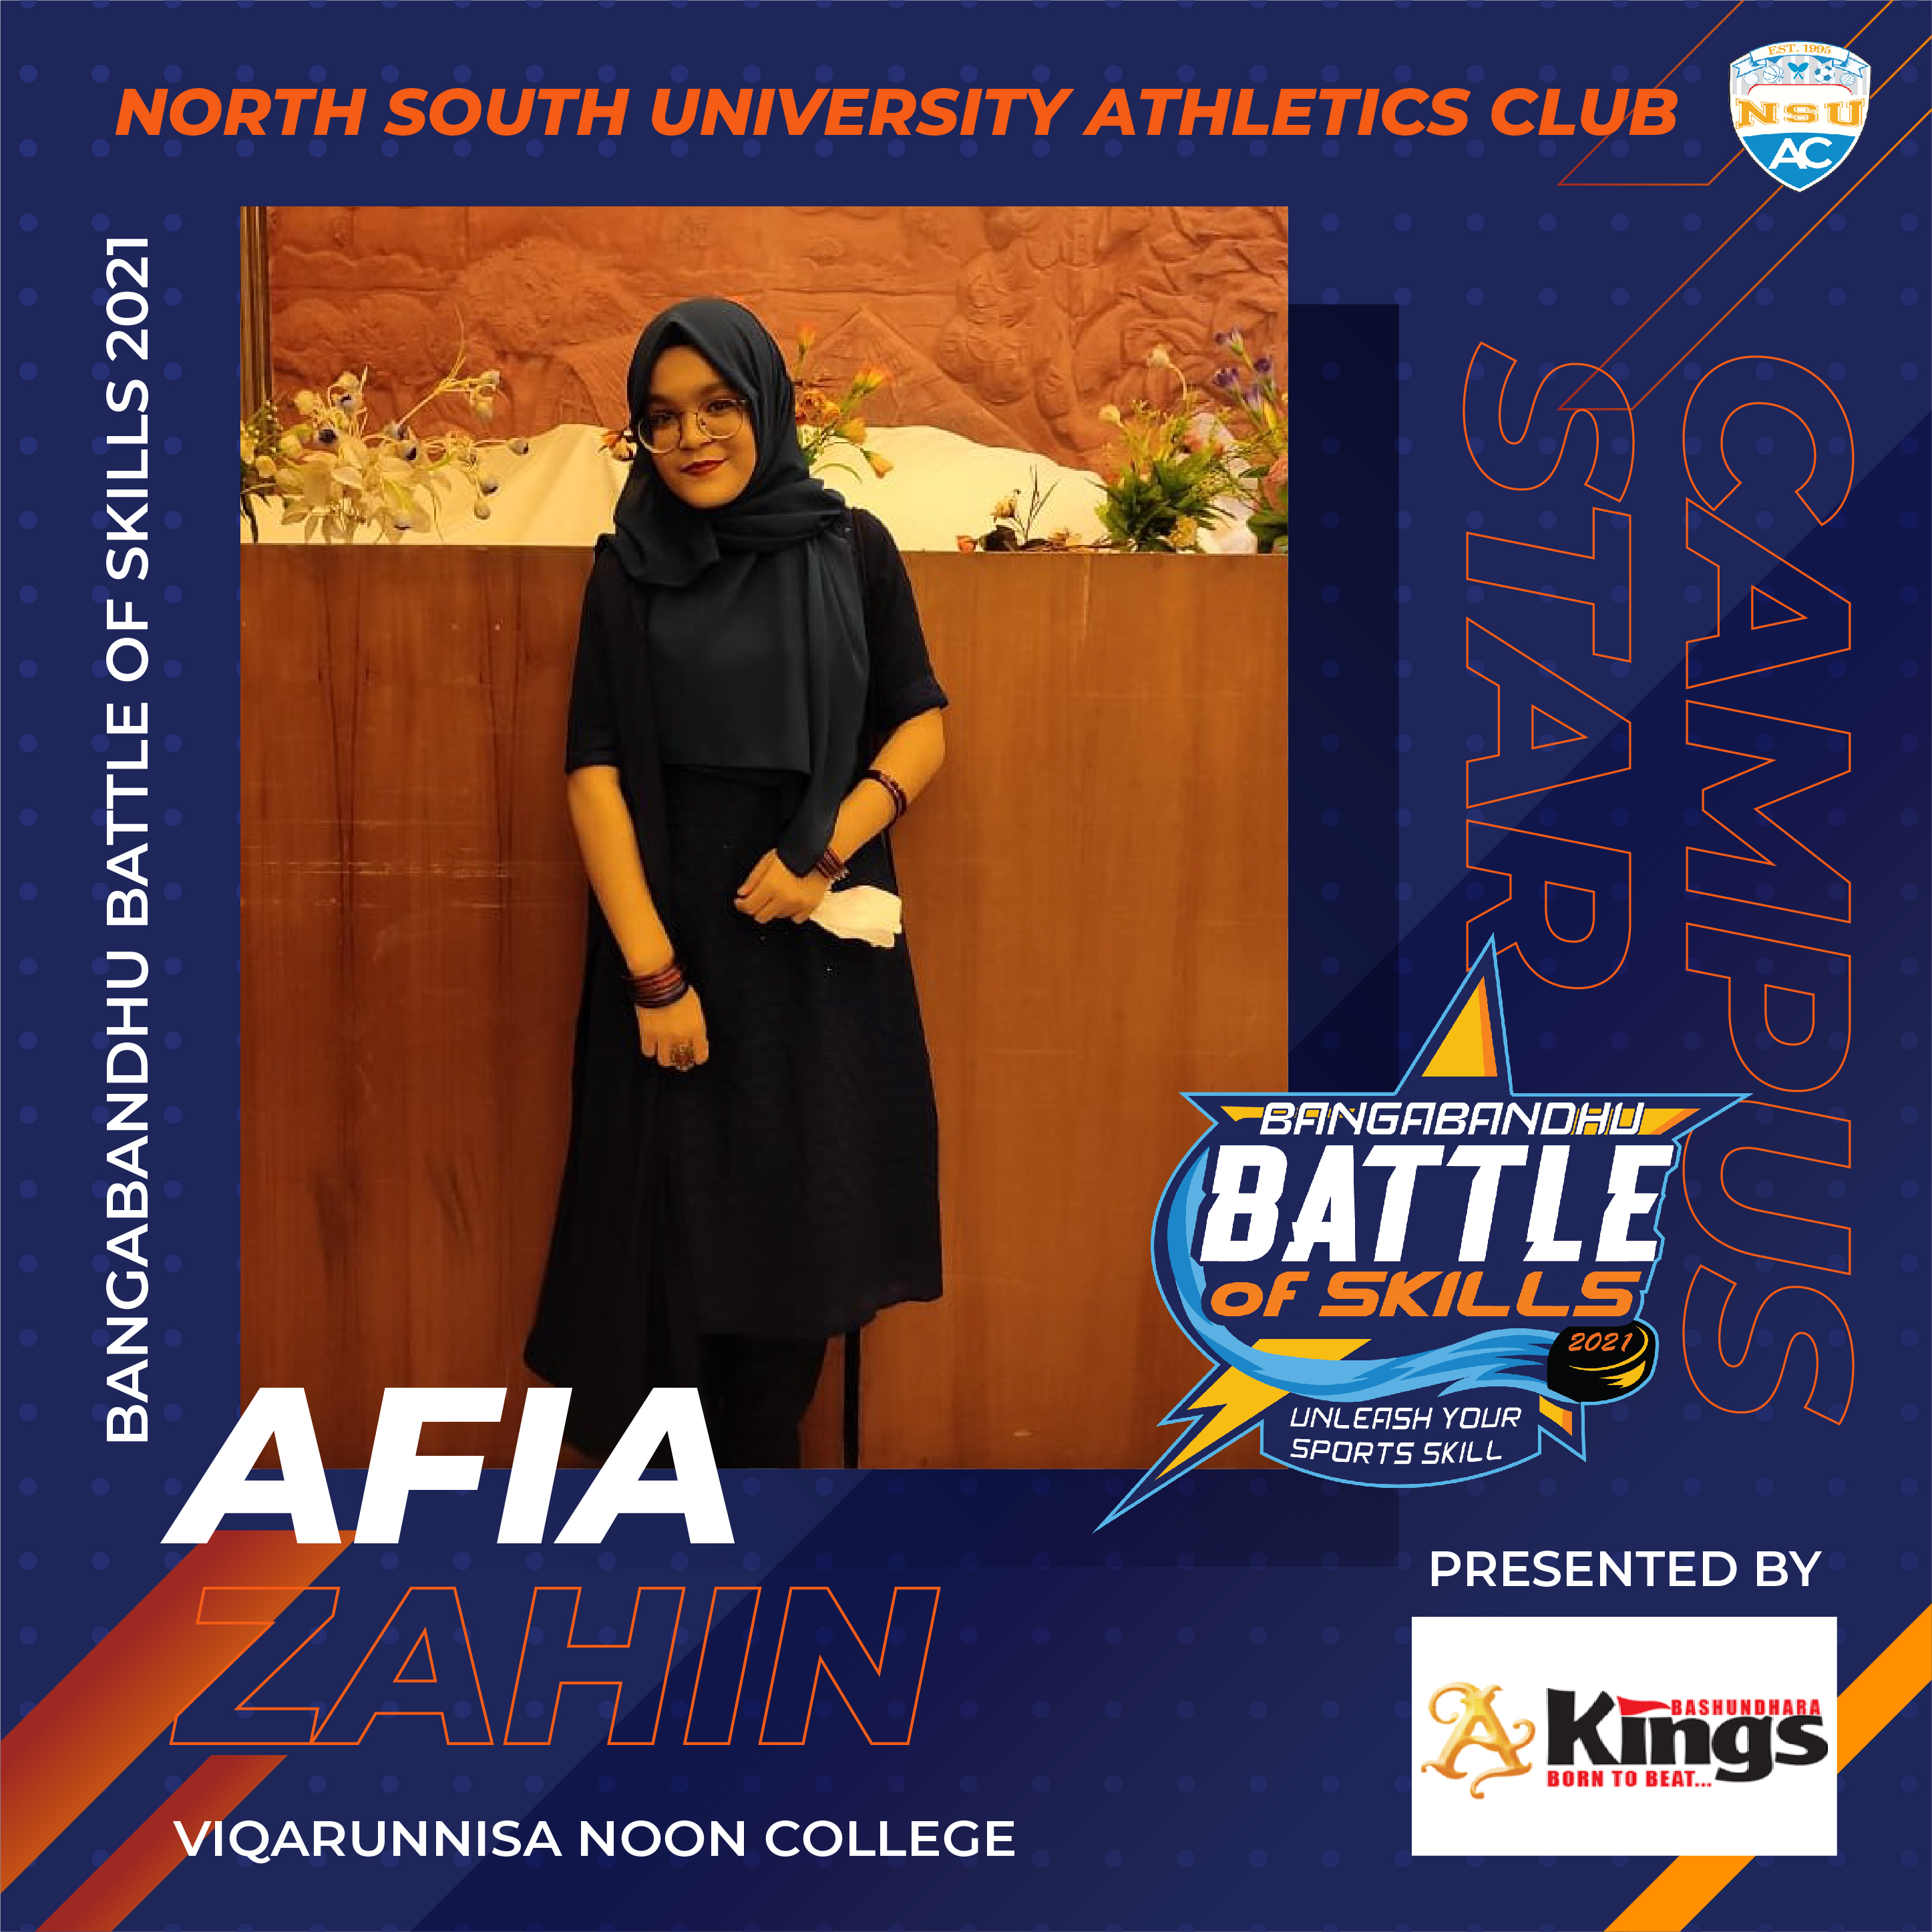 EST. 1995
NSU
AC
NORTH SOUTH UNIVERSITY ATHLETICS CLUB
BANGABANDHU BATTLE OF SKILLS 2021
CAMPUS
STAR
BANGABANDHU
BATTLE
OF SKILLS
2021
UNLEASH YOUR
SPORTS SKILL
AFIA
ZAHIN
VIQARUNNISA NOON COLLEGE
PRESENTED BY
A
BASHUNDHARA
Kings
BORN TO BEAT...